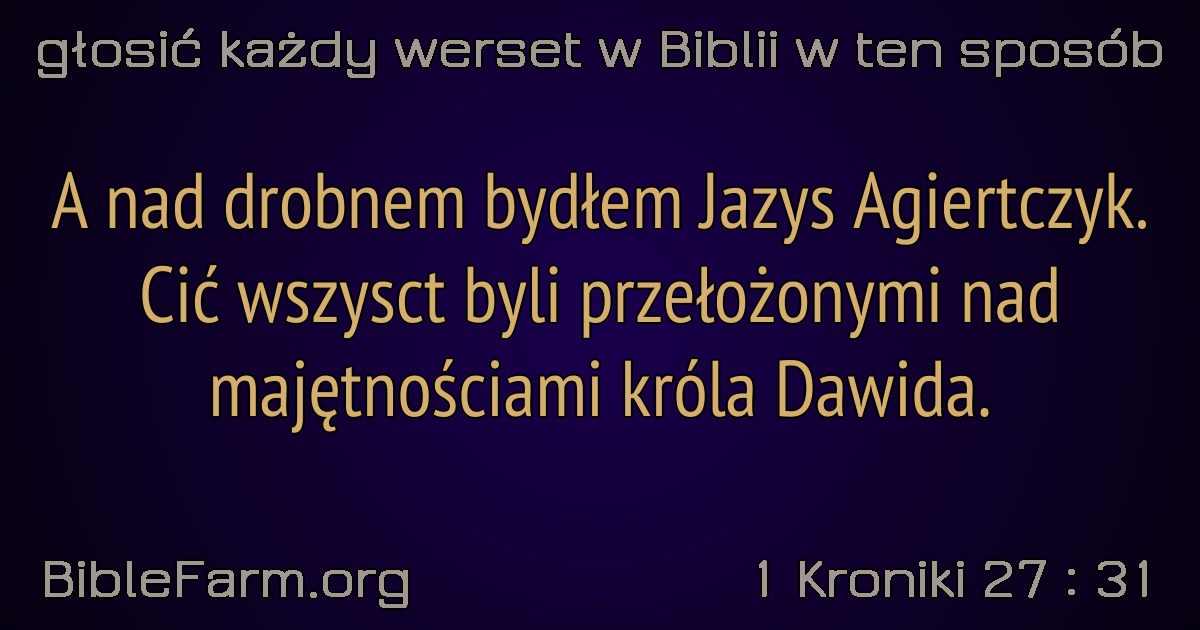 głosić każdy werset w Biblii w ten sposób
A nad drobnem bydłem Jazys Agiertczyk.
Cić wszysct byli przełożonymi nad
majętnościami króla Dawida.
BibleFarm.org
1 Kroniki 27 : 31